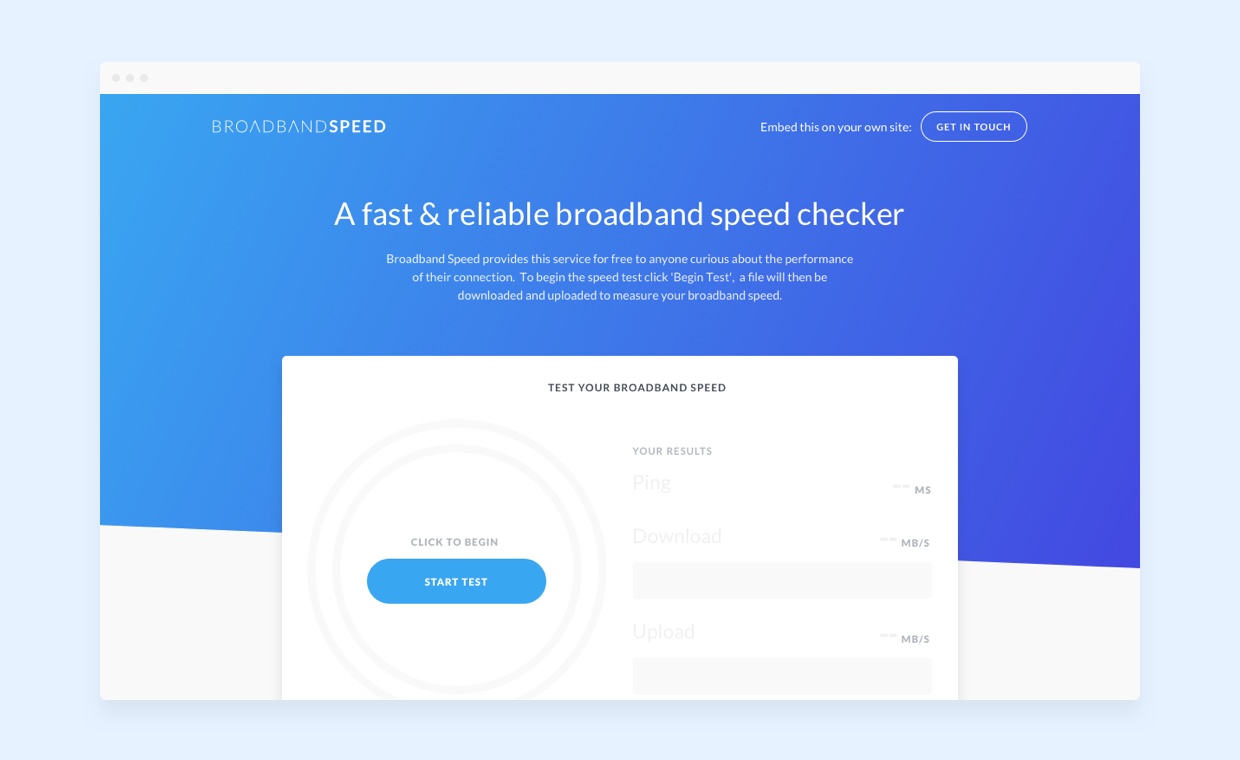 BROADBANDSPEED
Embed this on your own site:
GET IN TOUCH
A fast & reliable broadband speed checker
Broadband Speed provides this service for free to anyone curious about the performance
of their connection. To begin the speed test click 'Begin Test', a file will then be
downloaded and uploaded to measure your broadband speed.
TEST YOUR BROADBAND SPEED
CLICK TO BEGIN
START TEST
YOUR RESULTS
Ping -- MS
Download -- MB/S
Upload -- MB/S